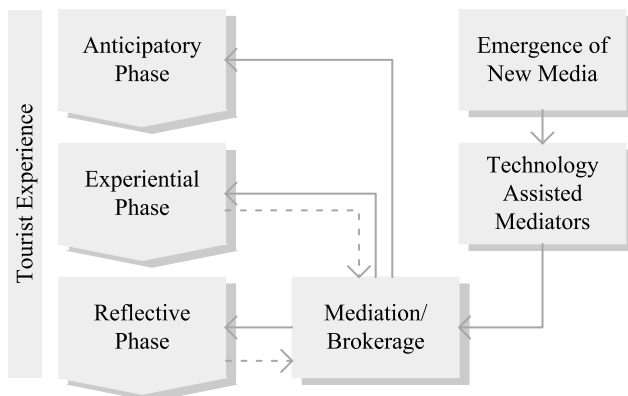 Tourist Experience
Anticipatory
Phase
Experiential
Phase
Reflective
Phase
Mediation/
Brokerage
Emergence of
New Media
Technology
Assisted
Mediators